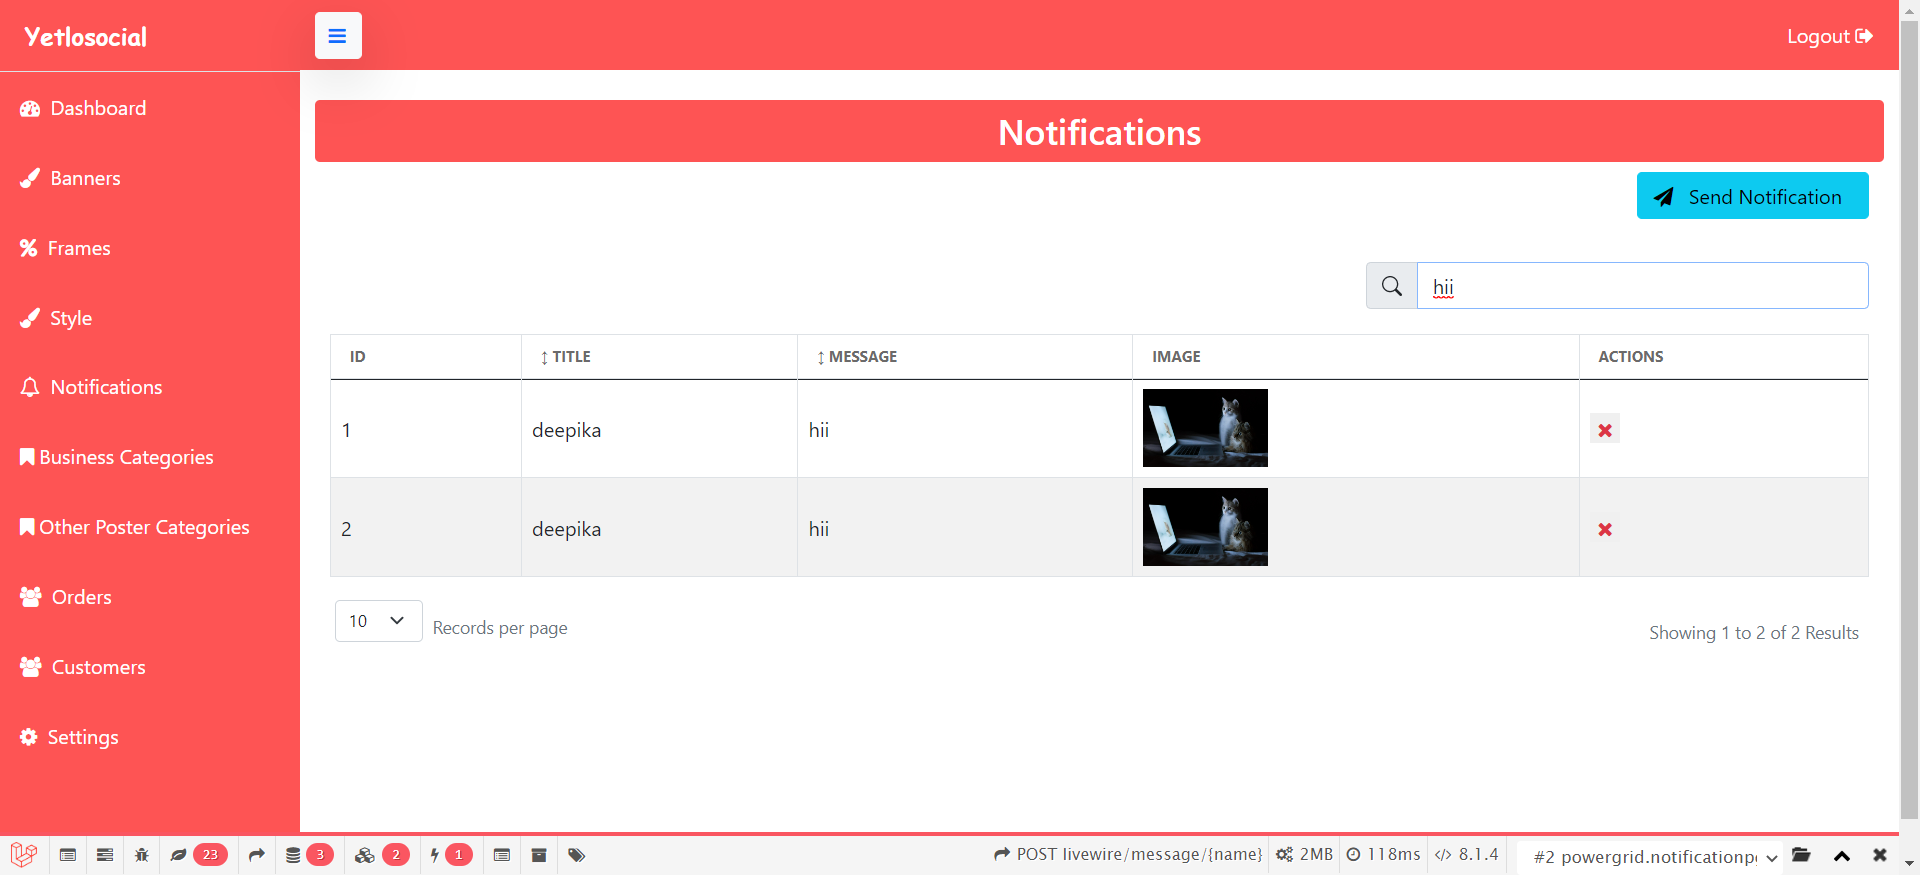 Yetlosocial
Logout
Dashboard
Banners
Frames
Style
Notifications
Business Categories
Other Poster Categories
Orders
Customers
Settings
Notifications
Send Notification
hii
ID TITLE MESSAGE IMAGE ACTIONS
1 deepika hii
2 deepika hii
10 Records per page
Showing 1 to 2 of 2 Results
23 3 2 1 POST livewire/message/{name} 2MB 118ms 8.1.4 #2 powergrid.notificationp